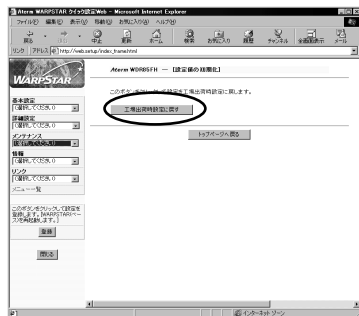 Aterm WARPSTAR クイック設定Web - Microsoft Internet Explorer
ファイル(F) 編集(E) 表示(V) 移動(G) お気に入り(A) ヘルプ(H)
戻る 中止 更新 ホーム 検索 お気に入り 履歴 チャンネル 全画面表示 メール
リンク アドレス http://web.setup/index_frame.html
WARPSTAR
Aterm WDR85FH ― [設定値の初期化]
このボタンをクリックして設定を工場出荷時設定に戻します。
工場出荷時設定に戻す
トップページへ戻る
基本設定
(選択してください)
詳細設定
(選択してください)
メンテナンス
(選択してください)
情報
(選択してください)
リンク
(選択してください)
メニュー一覧
このボタンをクリックして設定を
登録します。[WARPSTARベー
スを再起動します。]
登録
閉じる
インターネット ゾーン